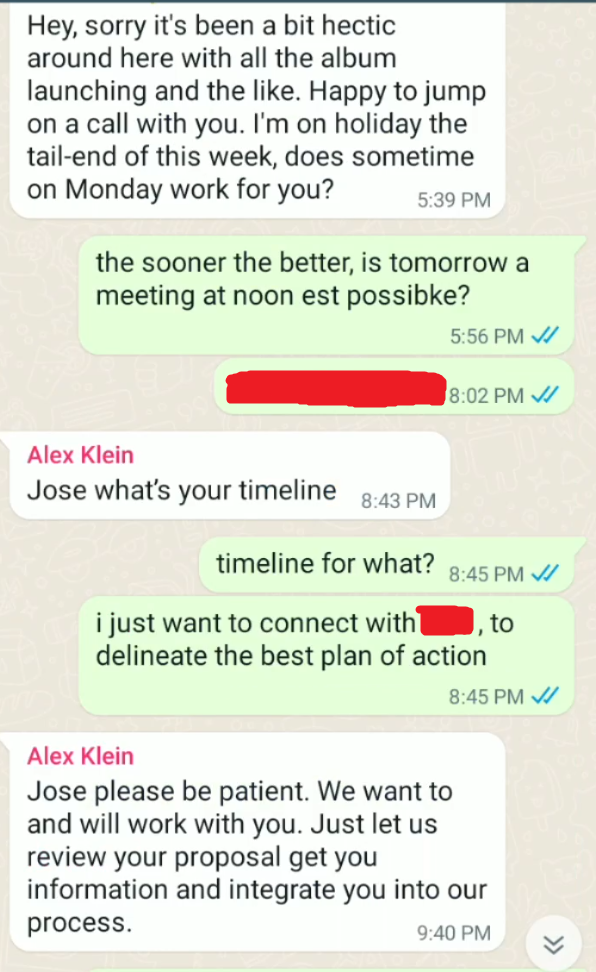 Hey, sorry it's been a bit hectic
around here with all the album
launching and the like. Happy to jump
on a call with you. I'm on holiday the
tail-end of this week, does sometime
on Monday work for you?
5:39 PM
the sooner the better, is tomorrow a
meeting at noon est possibke?
5:56 PM
8:02 PM
Alex Klein
Jose what's your timeline
8:43 PM
timeline for what?
8:45 PM
i just want to connect with , to
delineate the best plan of action
8:45 PM
Alex Klein
Jose please be patient. We want to
and will work with you. Just let us
review your proposal get you
information and integrate you into our
process.
9:40 PM